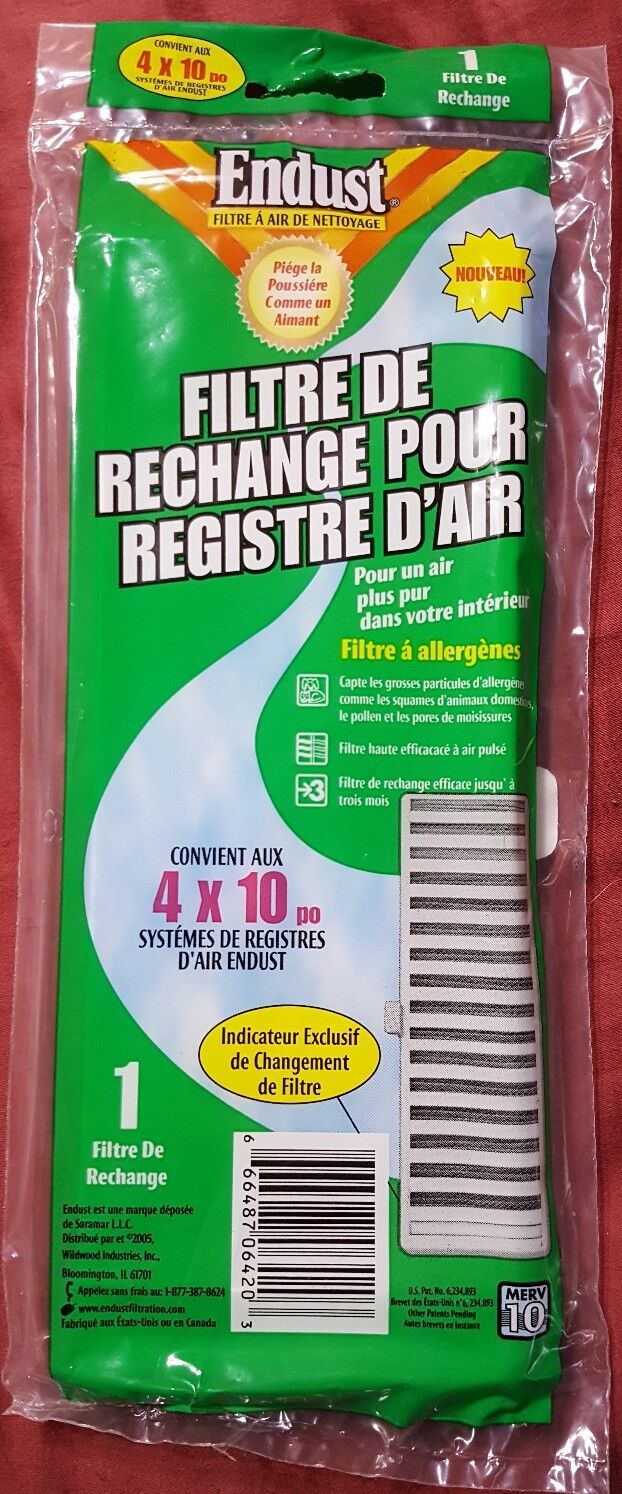 CONVIENT AUX
4 X 10 po
SYSTÉMES DE REGISTRES
D'AIR ENDUST
1
Filtre De
Rechange
Endust®
FILTRE Á AIR DE NETTOYAGE
Piége la
Poussiére
Comme un
Aimant
NOUVEAU!
FILTRE DE
RECHANGE POUR
REGISTRE D'AIR
Pour un air
plus pur
dans votre intérieur
Filtre á allergènes
Capte les grosses particules d'allergène
comme les squames d'animaux domestiques,
le pollen et les pores de moisissures
Filtre haute efficacacé à air pulsé
3
Filtre de rechange efficace jusqu' à
trois mois
CONVIENT AUX
4 X 10 po
SYSTÉMES DE REGISTRES
D'AIR ENDUST
Indicateur Exclusif
de Changement
de Filtre
1
Filtre De
Rechange
Endust est une marque déposée
de Saramar L.L.C.
Distribué par et ©2005,
Wildwood Industries, Inc.,
Bloomington, IL 61701
Appelez sans frais au: 1-877-387-8624
www.endustfiltration.com
Fabriqué aux États-Unis ou en Canada
6 66487 06420 3
U.S. Pat. No. 6,234,893
Brevet des États-Unis n° 6, 234,893
Other Patents Pending
Autes brevets en instance
MERV
10